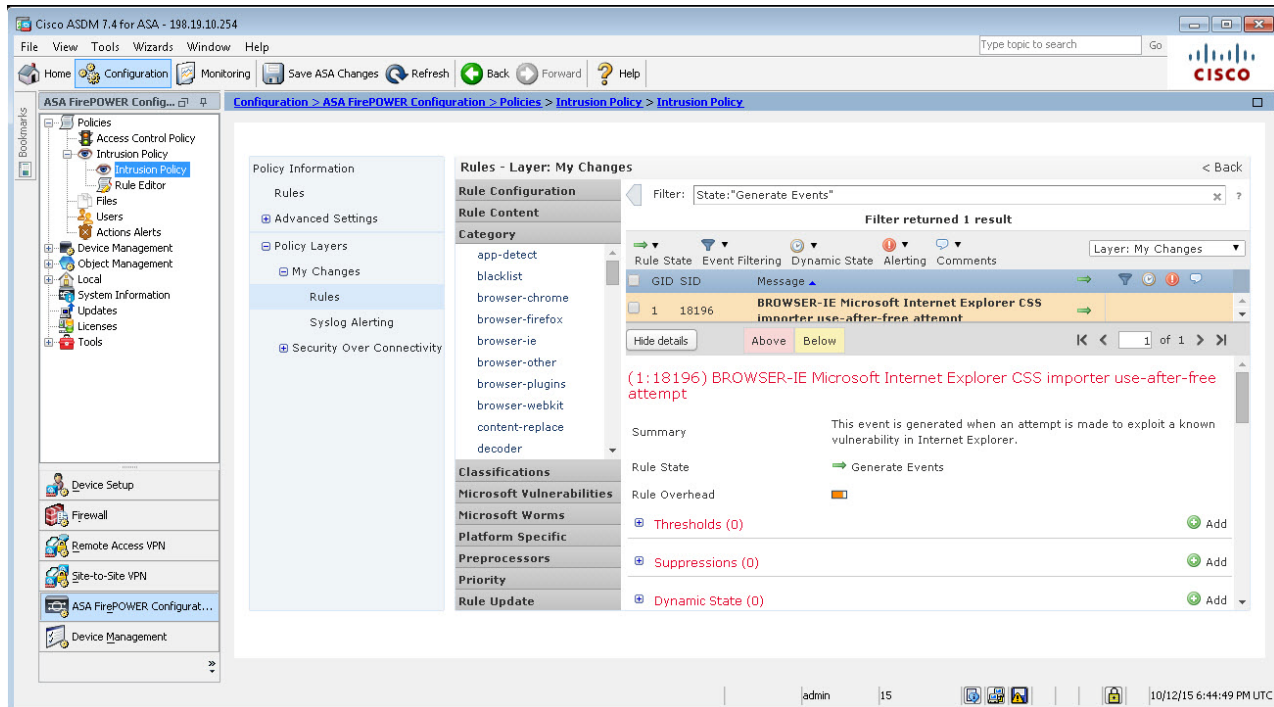 Cisco ASDM 7.4 for ASA - 198.19.10.254
File View Tools Wizards Window Help
Type topic to search Go
CISCO
Home Configuration Monitoring Save ASA Changes Refresh Back Forward Help
Bookmarks
ASA FirePOWER Config...
Policies
Access Control Policy
Intrusion Policy
Intrusion Policy
Rule Editor
Files
Users
Actions Alerts
Device Management
Object Management
Local
System Information
Updates
Licenses
Tools
Device Setup
Firewall
Remote Access VPN
Site-to-Site VPN
ASA FirePOWER Configurat...
Device Management
»
Configuration > ASA FirePOWER Configuration > Policies > Intrusion Policy > Intrusion Policy
Policy Information
Rules
Advanced Settings
Policy Layers
My Changes
Rules
Syslog Alerting
Security Over Connectivity
Rules - Layer: My Changes
< Back
Rule Configuration
Rule Content
Category
app-detect
blacklist
browser-chrome
browser-firefox
browser-ie
browser-other
browser-plugins
browser-webkit
content-replace
decoder
Classifications
Microsoft Vulnerabilities
Microsoft Worms
Platform Specific
Preprocessors
Priority
Rule Update
Filter: State:"Generate Events" x ?
Filter returned 1 result
Rule State Event Filtering Dynamic State Alerting Comments
Layer: My Changes
GID SID Message
1 18196 BROWSER-IE Microsoft Internet Explorer CSS
importer use-after-free attempt
Hide details Above Below 1 of 1
(1:18196) BROWSER-IE Microsoft Internet Explorer CSS importer use-after-free
attempt
Summary This event is generated when an attempt is made to exploit a known
vulnerability in Internet Explorer.
Rule State Generate Events
Rule Overhead
Thresholds (0) Add
Suppressions (0) Add
Dynamic State (0) Add
admin 15 10/12/15 6:44:49 PM UTC